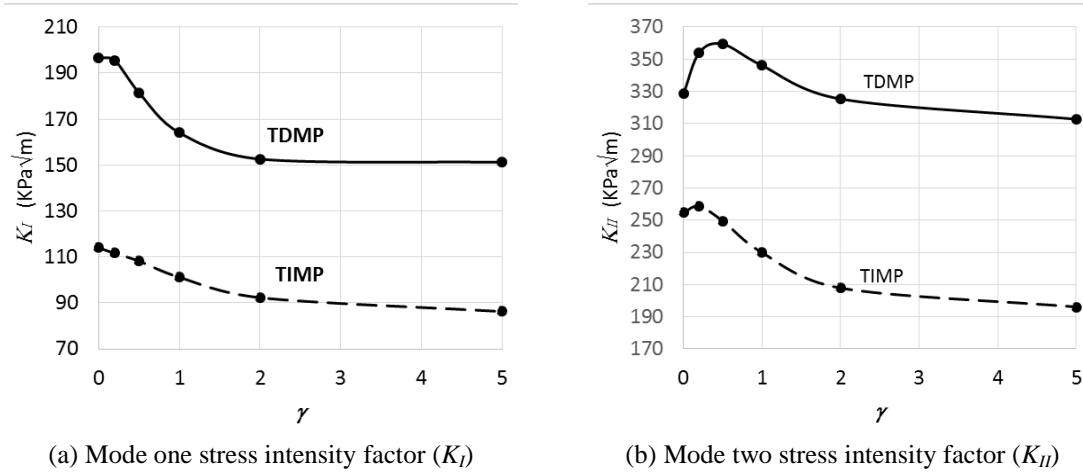 210
190
170
150
130
110
90
70
K_I (KPa√m)
TDMP
TIMP
0 1 2 3 4 5
γ
(a) Mode one stress intensity factor (K_I)
370
350
330
310
290
270
250
230
210
190
170
K_II (KPa√m)
TDMP
TIMP
0 1 2 3 4 5
γ
(b) Mode two stress intensity factor (K_II)